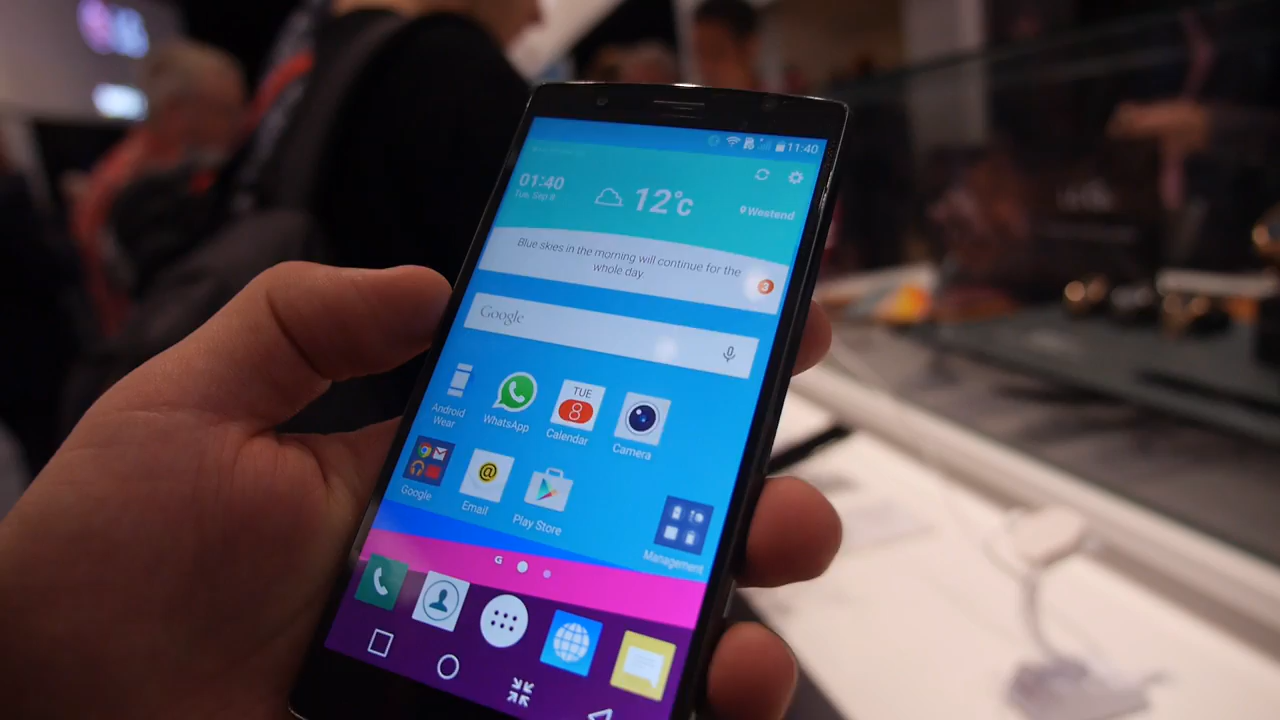 11:40
01:40
Tue, Sep 8
12°c
Westend
Blue skies in the morning will continue for the
whole day.
Google
Android
Wear
WhatsApp
TUE
8
Calendar
Camera
Google
@
Email
Play Store
Management
G